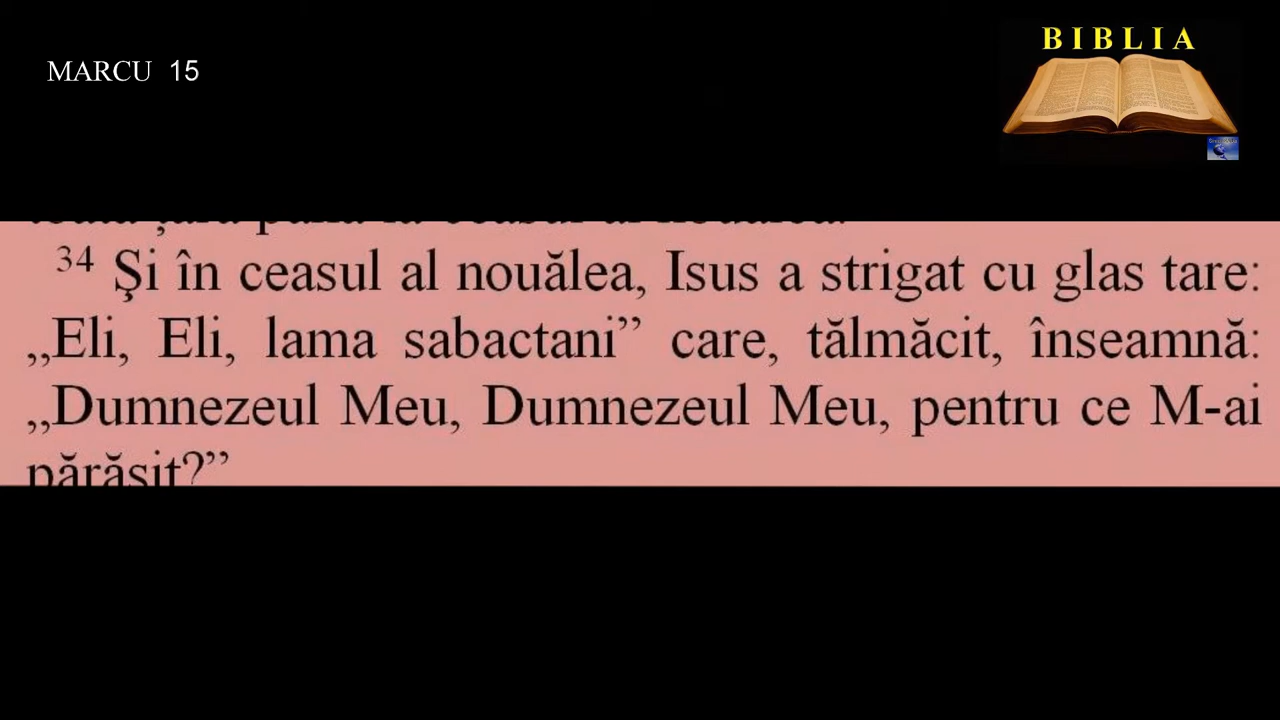 BIBLIA
MARCU 15
34 Şi în ceasul al nouălea, Isus a strigat cu glas tare:
„Eli, Eli, lama sabactani” care, tălmăcit, înseamnă:
„Dumnezeul Meu, Dumnezeul Meu, pentru ce M-ai
părăsit?”